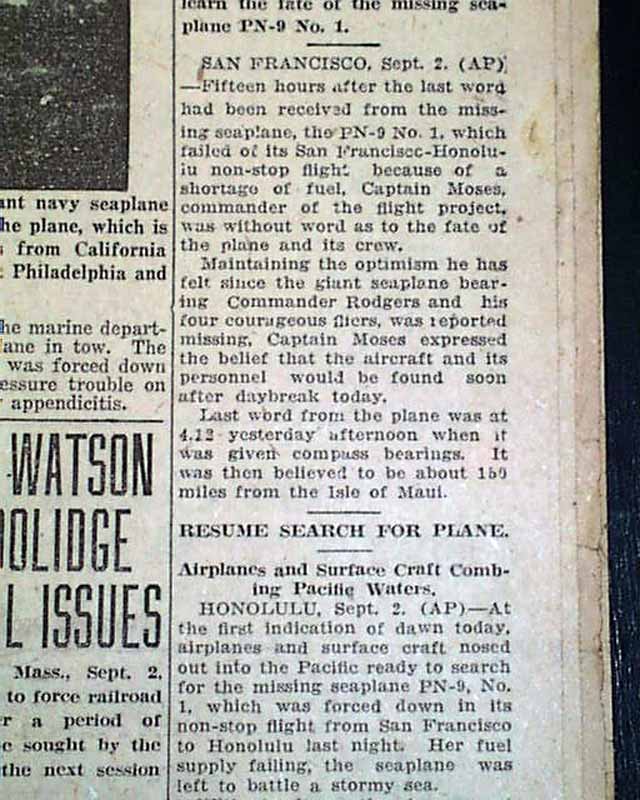 ant navy seaplane
he plane, which is
from California
Philadelphia and
he marine depart-
ane in tow. The
was forced down
essure trouble on
appendicitis.
WATSON
OLIDGE
L ISSUES
Mass., Sept. 2.
to force railroad
r a period of
e sought by the
the next session
learn the fate of the missing sea-
plane PN-9 No. 1.
SAN FRANCISCO, Sept. 2. (AP)
—Fifteen hours after the last word
had been received from the miss-
ing seaplane, the PN-9 No. 1, which
failed of its San Francisco-Honolu-
lu non-stop flight because of a
shortage of fuel, Captain Moses,
commander of the flight project,
was without word as to the fate of
the plane and its crew.
Maintaining the optimism he has
felt since the giant seaplane bear-
ing Commander Rodgers and his
four courageous fliers, was reported
missing, Captain Moses expressed
the belief that the aircraft and its
personnel would be found soon
after daybreak today.
Last word from the plane was at
4.12 yesterday afternoon when it
was given compass bearings. It
was then believed to be about 150
miles from the Isle of Maui.
RESUME SEARCH FOR PLANE.
Airplanes and Surface Craft Comb-
ing Pacific Waters.
HONOLULU, Sept. 2. (AP)—At
the first indication of dawn today,
airplanes and surface craft nosed
out into the Pacific ready to search
for the missing seaplane PN-9, No.
1, which was forced down in its
non-stop flight from San Francisco
to Honolulu last night. Her fuel
supply failing, the seaplane was
left to battle a stormy sea.